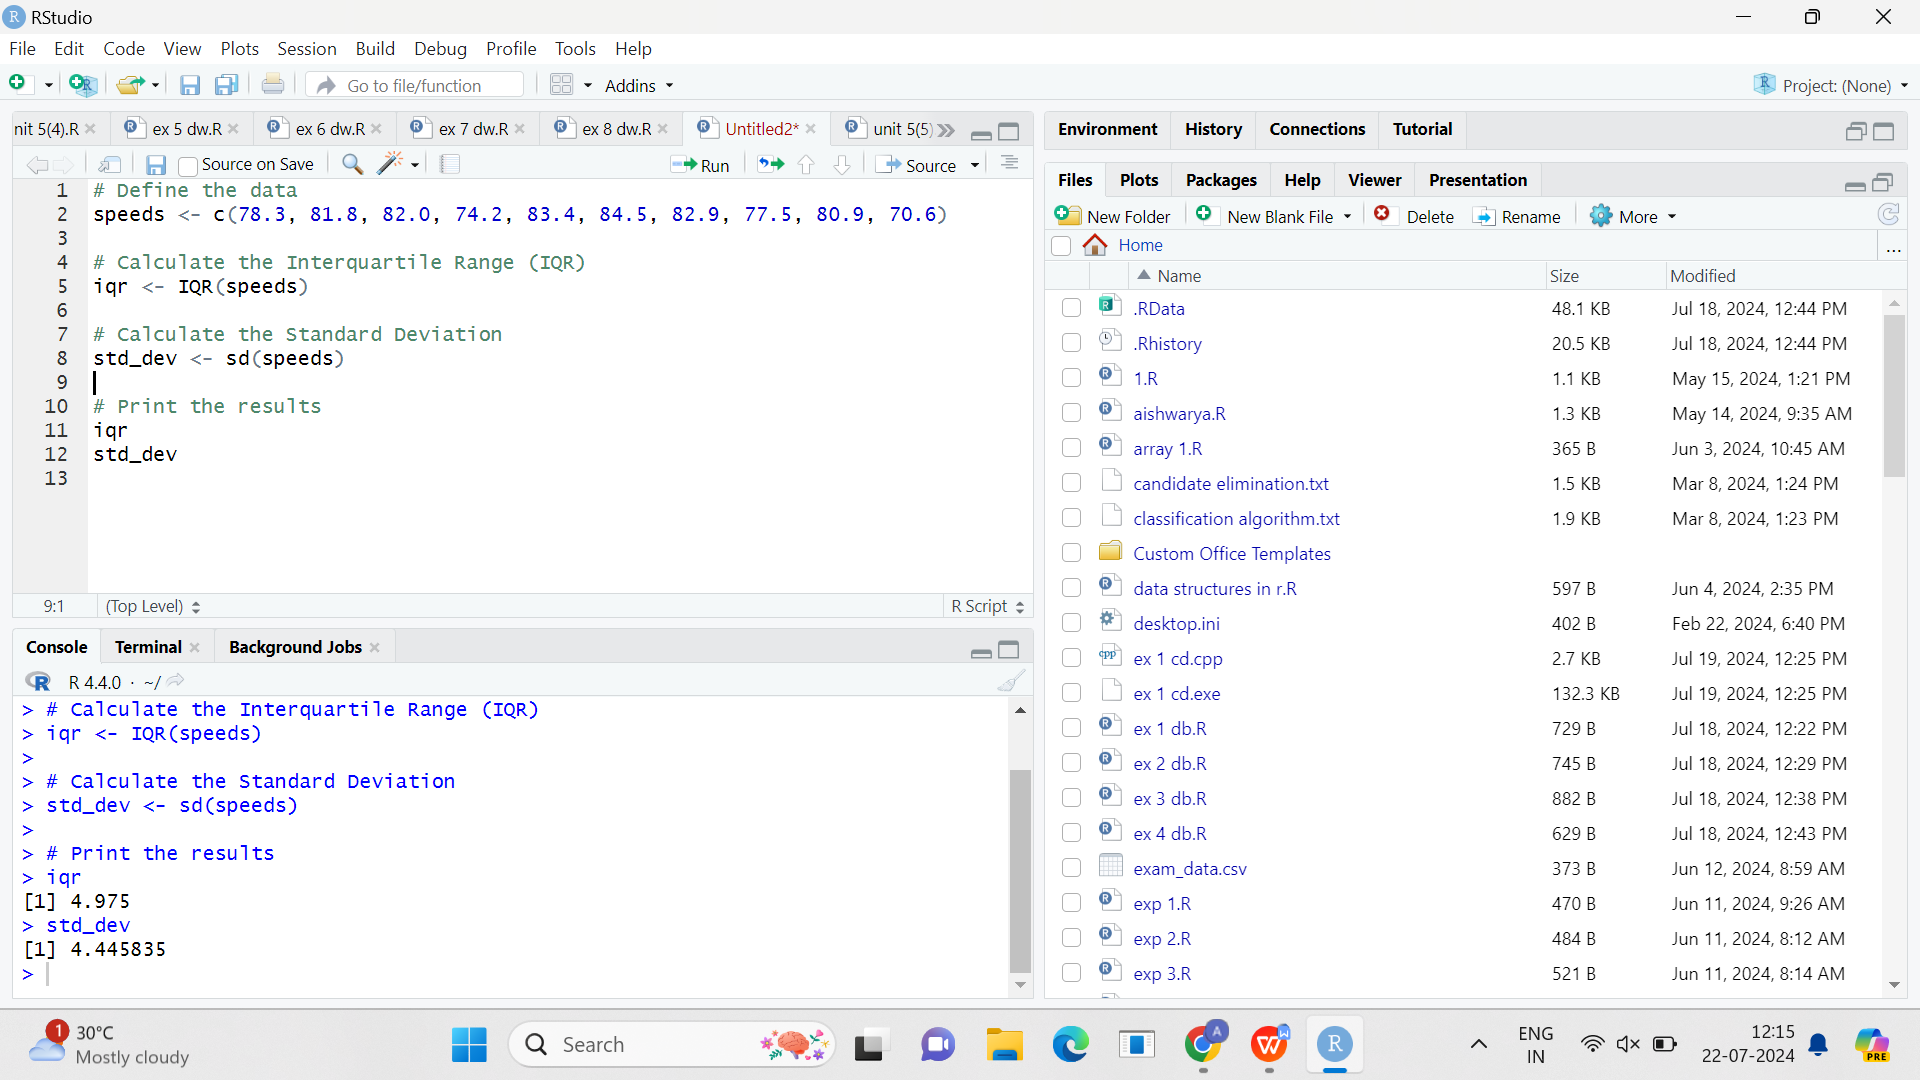 RStudio
File Edit Code View Plots Session Build Debug Profile Tools Help
Go to file/function Addins Project: (None)
nit 5(4).R ex 5 dw.R ex 6 dw.R ex 7 dw.R ex 8 dw.R Untitled2* unit 5(5)
Source on Save Run Source
1 # Define the data
2 speeds <- c(78.3, 81.8, 82.0, 74.2, 83.4, 84.5, 82.9, 77.5, 80.9, 70.6)
3
4 # Calculate the Interquartile Range (IQR)
5 iqr <- IQR(speeds)
6
7 # Calculate the Standard Deviation
8 std_dev <- sd(speeds)
9
10 # Print the results
11 iqr
12 std_dev
13
9:1 (Top Level) R Script
Console Terminal Background Jobs
R 4.4.0 · ~/
> # Calculate the Interquartile Range (IQR)
> iqr <- IQR(speeds)
>
> # Calculate the Standard Deviation
> std_dev <- sd(speeds)
>
> # Print the results
> iqr
[1] 4.975
> std_dev
[1] 4.445835
>
Environment History Connections Tutorial
Files Plots Packages Help Viewer Presentation
New Folder New Blank File Delete Rename More
Home ...
Name Size Modified
.RData 48.1 KB Jul 18, 2024, 12:44 PM
.Rhistory 20.5 KB Jul 18, 2024, 12:44 PM
1.R 1.1 KB May 15, 2024, 1:21 PM
aishwarya.R 1.3 KB May 14, 2024, 9:35 AM
array 1.R 365 B Jun 3, 2024, 10:45 AM
candidate elimination.txt 1.5 KB Mar 8, 2024, 1:24 PM
classification algorithm.txt 1.9 KB Mar 8, 2024, 1:23 PM
Custom Office Templates
data structures in r.R 597 B Jun 4, 2024, 2:35 PM
desktop.ini 402 B Feb 22, 2024, 6:40 PM
ex 1 cd.cpp 2.7 KB Jul 19, 2024, 12:25 PM
ex 1 cd.exe 132.3 KB Jul 19, 2024, 12:25 PM
ex 1 db.R 729 B Jul 18, 2024, 12:22 PM
ex 2 db.R 745 B Jul 18, 2024, 12:29 PM
ex 3 db.R 882 B Jul 18, 2024, 12:38 PM
ex 4 db.R 629 B Jul 18, 2024, 12:43 PM
exam_data.csv 373 B Jun 12, 2024, 8:59 AM
exp 1.R 470 B Jun 11, 2024, 9:26 AM
exp 2.R 484 B Jun 11, 2024, 8:12 AM
exp 3.R 521 B Jun 11, 2024, 8:14 AM
1 30°C
Mostly cloudy
Search
ENG
IN
12:15
22-07-2024
PRE